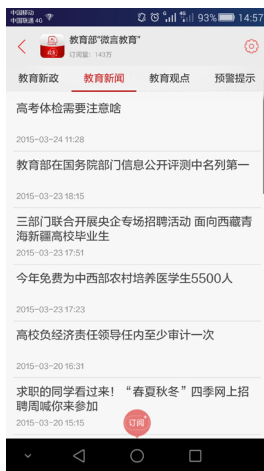 中国移动
中国联通 4G
93%
14:57
教育部"微言教育"
订阅量：143万
教育新政 教育新闻 教育观点 预警提示
高考体检需要注意啥
2015-03-24 11:28
教育部在国务院部门信息公开评测中名列第一
2015-03-23 18:15
三部门联合开展央企专场招聘活动 面向西藏青
海新疆高校毕业生
2015-03-23 17:51
今年免费为中西部农村培养医学生5500人
2015-03-23 17:23
高校负经济责任领导任内至少审计一次
2015-03-20 16:31
求职的同学看过来！“春夏秋冬”四季网上招
聘周喊你来参加
2015-03-20 15:15
订阅